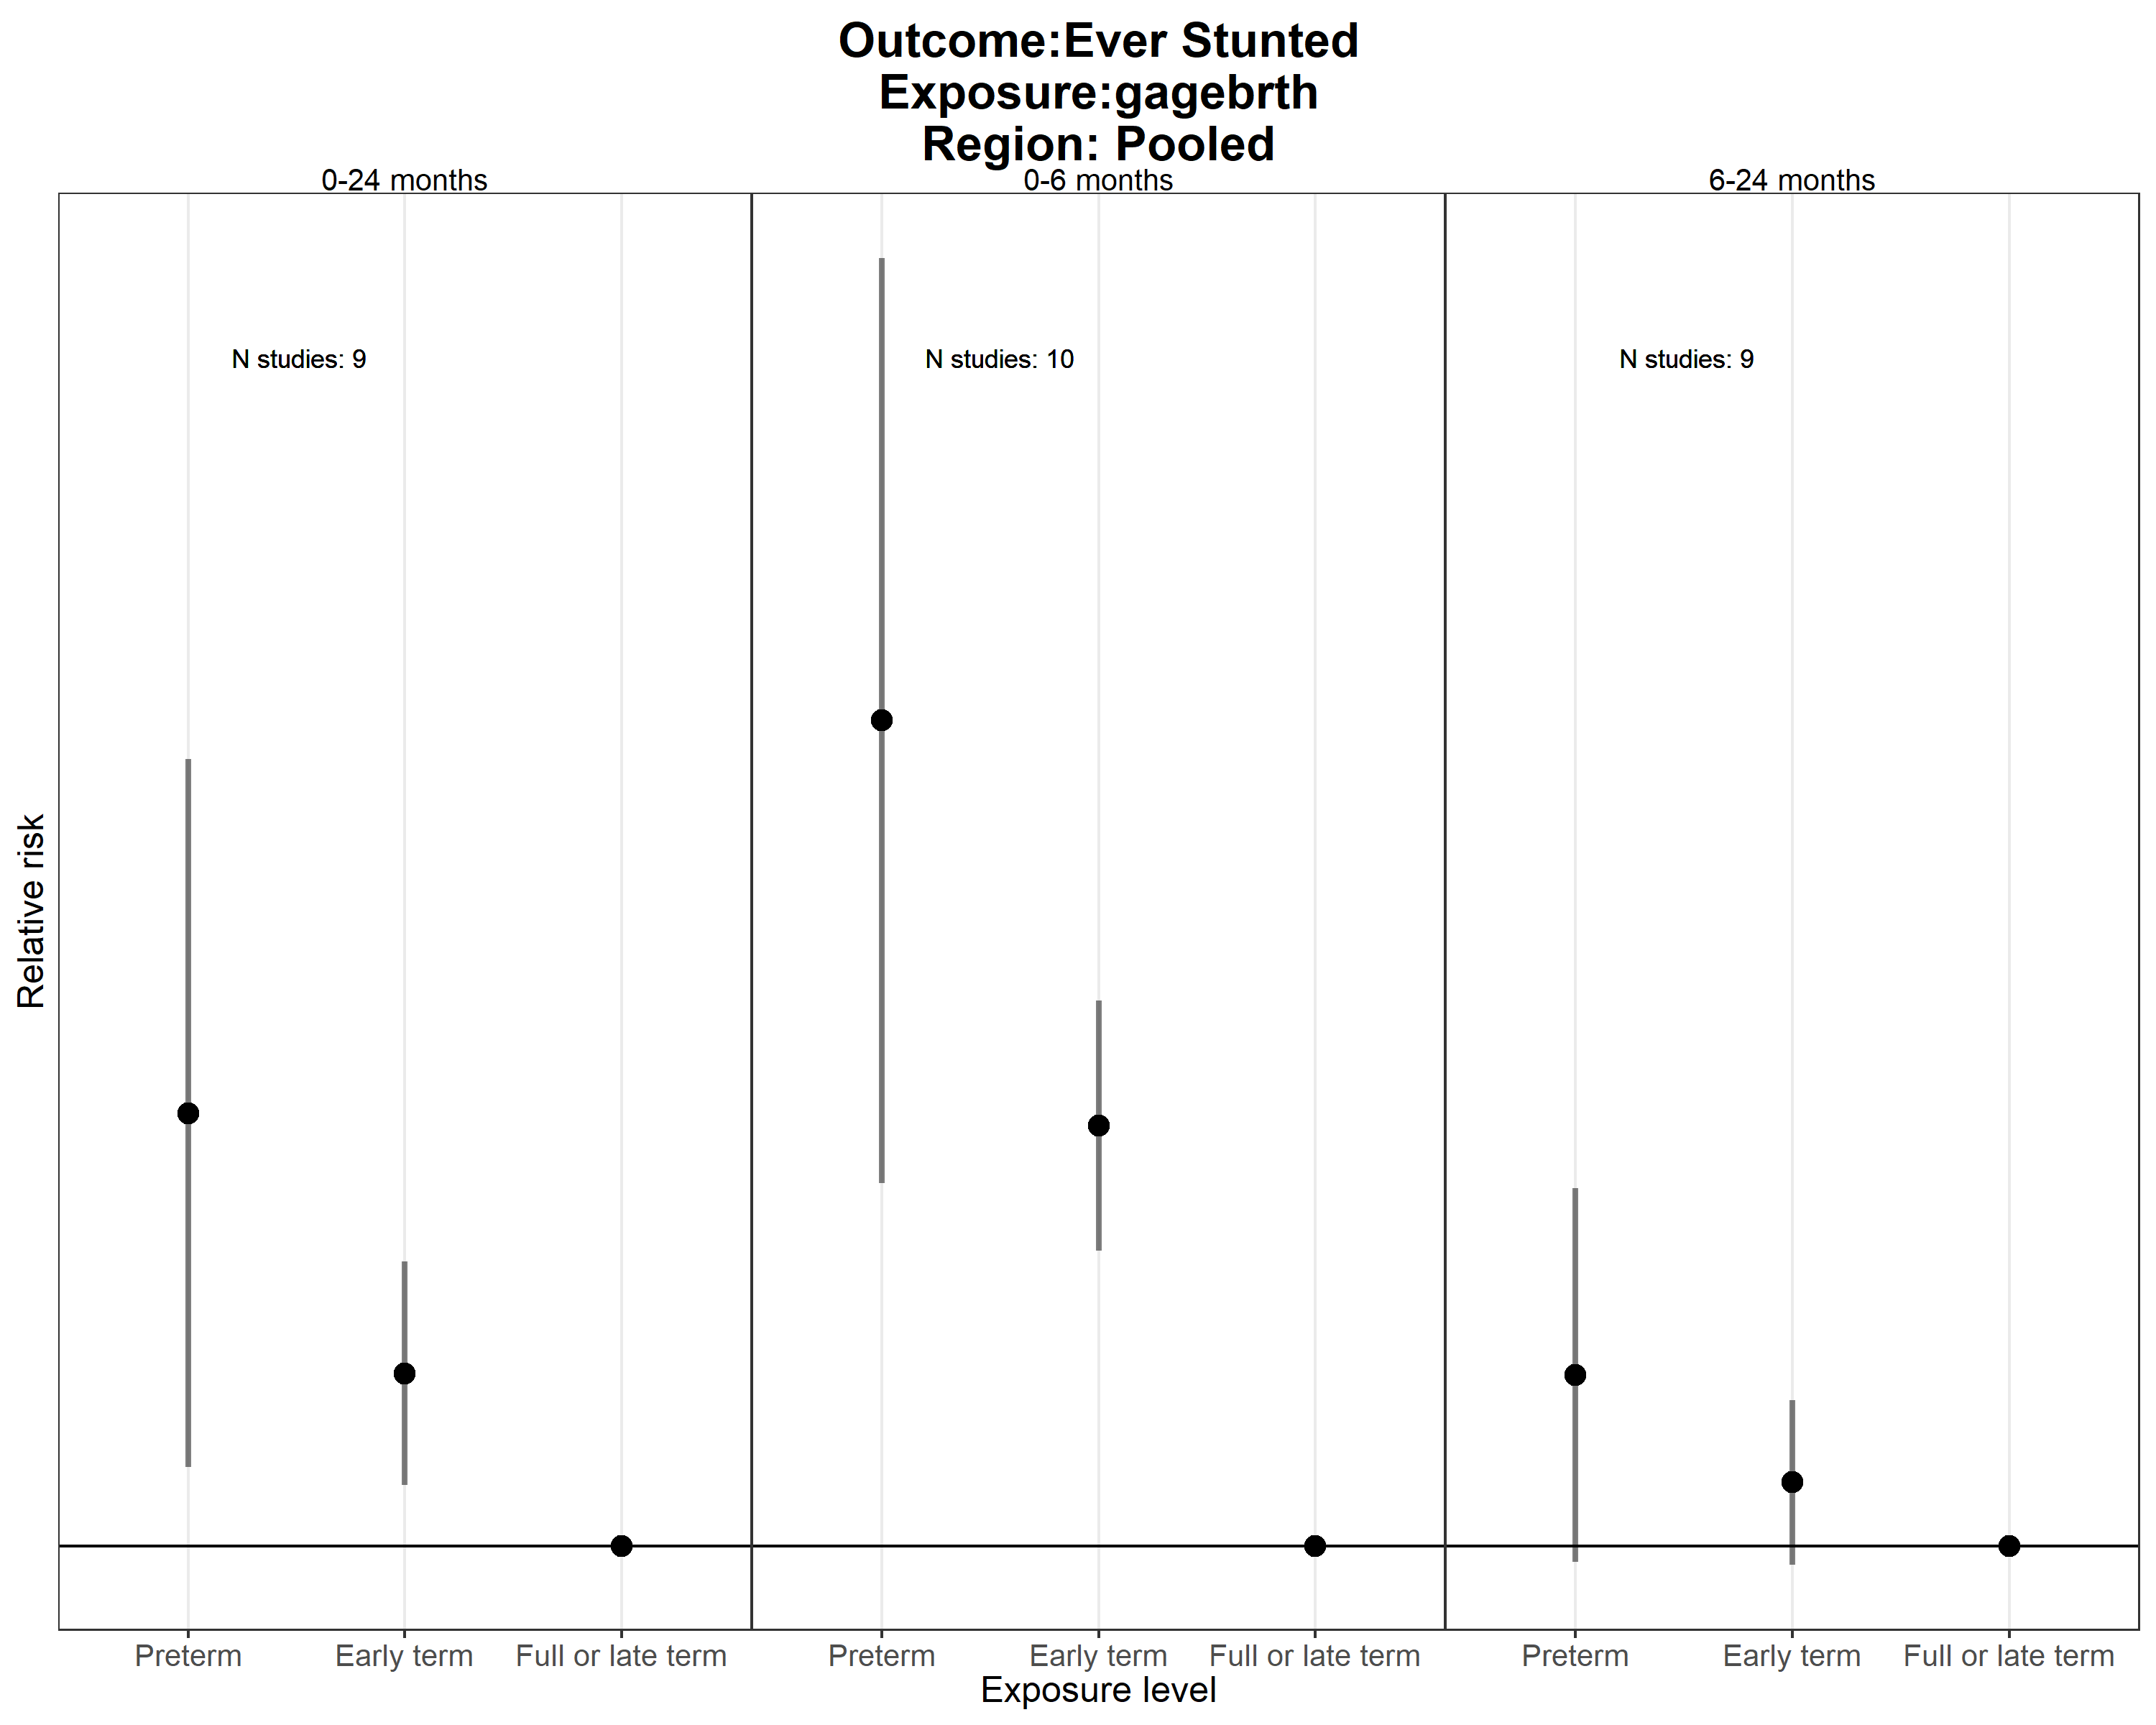 Outcome:Ever Stunted
Exposure:gagebrth
Region: Pooled
0-24 months
0-6 months
6-24 months
N studies: 9
N studies: 10
N studies: 9
Relative risk
Preterm
Early term
Full or late term
Preterm
Early term
Full or late term
Preterm
Early term
Full or late term
Exposure level